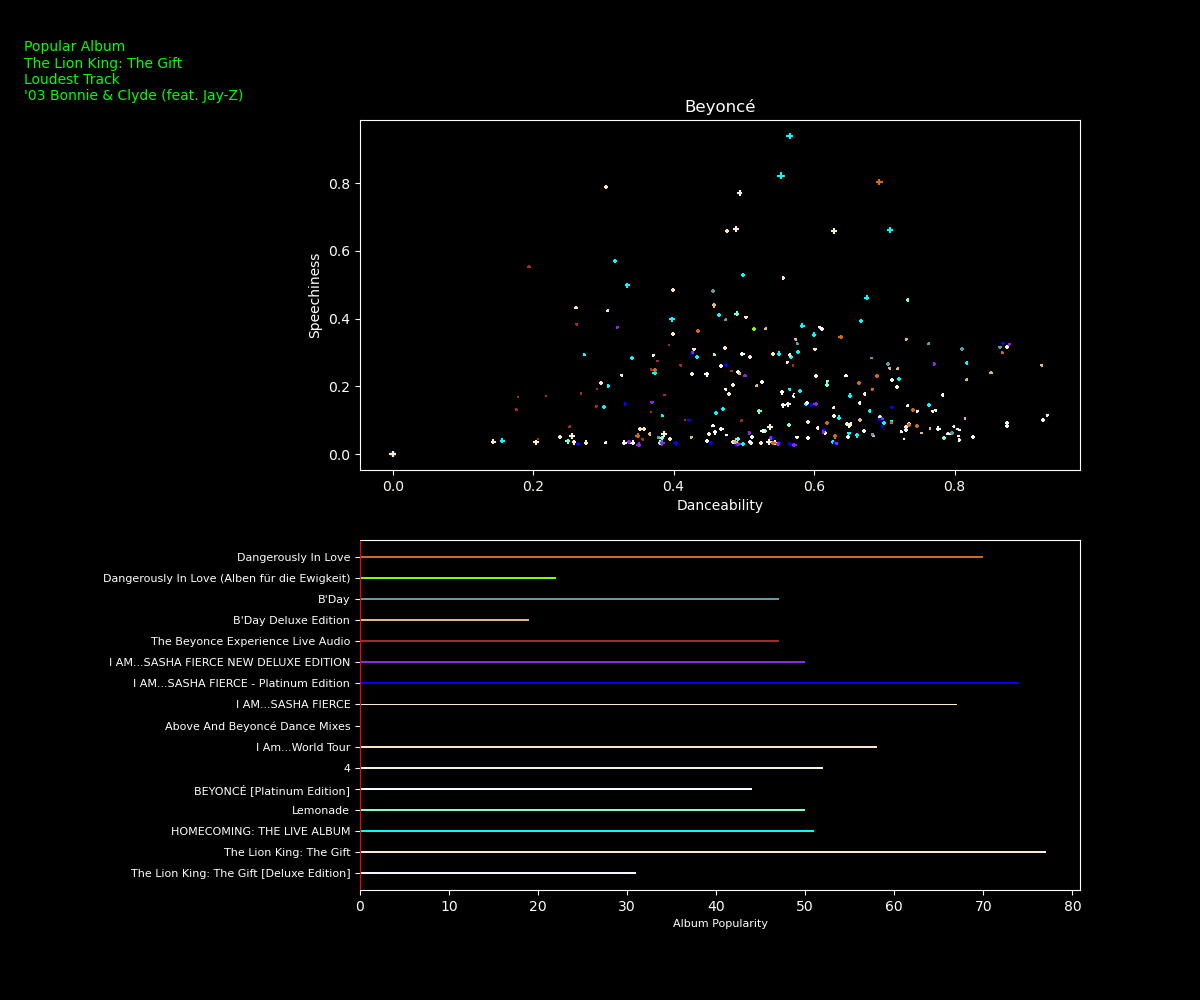 Popular Album
The Lion King: The Gift
Loudest Track
'03 Bonnie & Clyde (feat. Jay-Z)
Beyoncé
Speechiness
0.8
0.6
0.4
0.2
0.0
0.0 0.2 0.4 0.6 0.8
Danceability
Dangerously In Love
Dangerously In Love (Alben für die Ewigkeit)
B'Day
B'Day Deluxe Edition
The Beyonce Experience Live Audio
I AM...SASHA FIERCE NEW DELUXE EDITION
I AM...SASHA FIERCE - Platinum Edition
I AM...SASHA FIERCE
Above And Beyoncé Dance Mixes
I Am...World Tour
4
BEYONCÉ [Platinum Edition]
Lemonade
HOMECOMING: THE LIVE ALBUM
The Lion King: The Gift
The Lion King: The Gift [Deluxe Edition]
0 10 20 30 40 50 60 70 80
Album Popularity